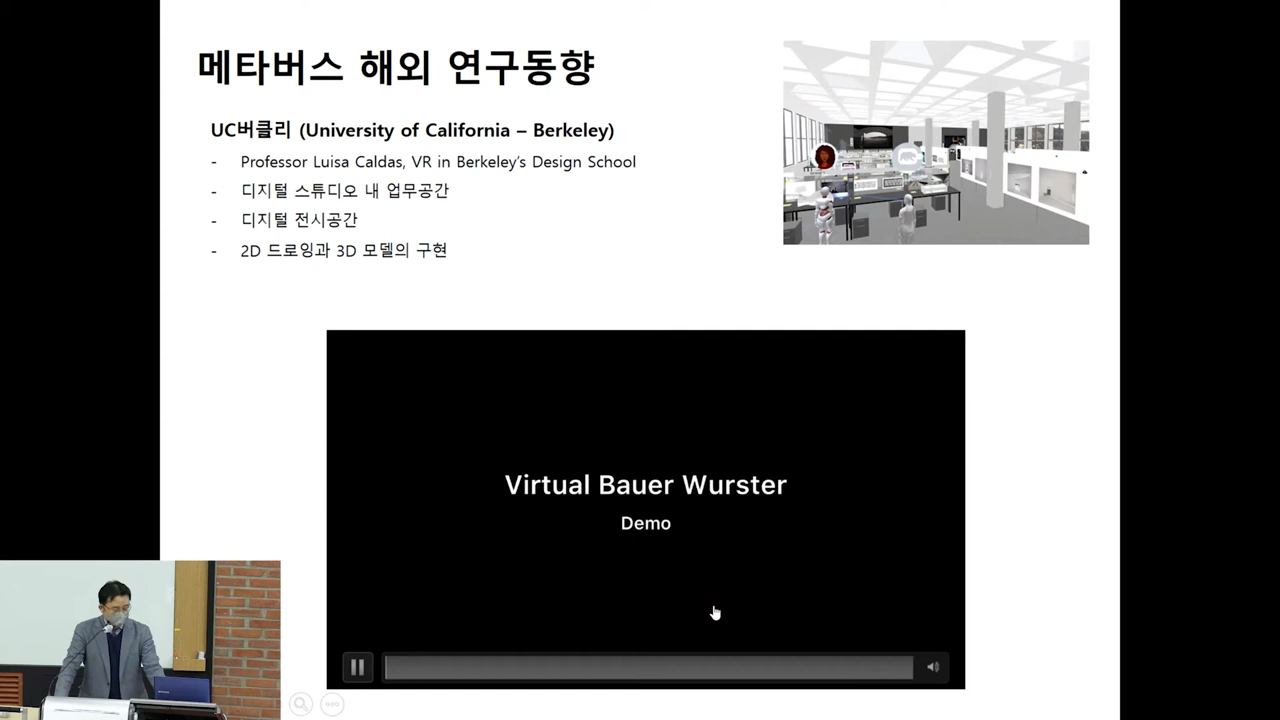 메타버스 해외 연구동향
UC버클리 (University of California – Berkeley)
- Professor Luisa Caldas, VR in Berkeley’s Design School
- 디지털 스튜디오 내 업무공간
- 디지털 전시공간
- 2D 드로잉과 3D 모델의 구현
Virtual Bauer Wurster
Demo